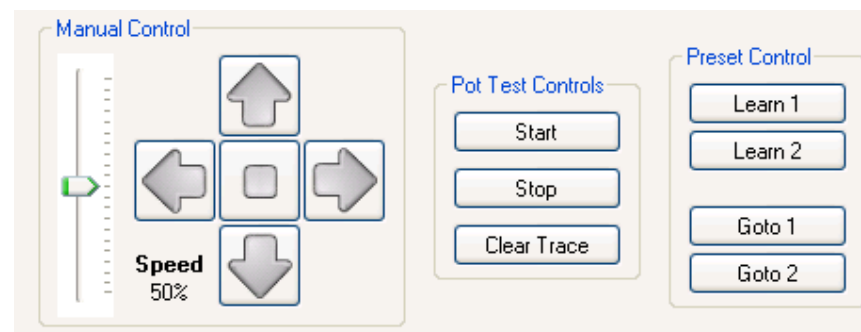 Manual Control
Speed
50%
Pot Test Controls
Start
Stop
Clear Trace
Preset Control
Learn 1
Learn 2
Goto 1
Goto 2